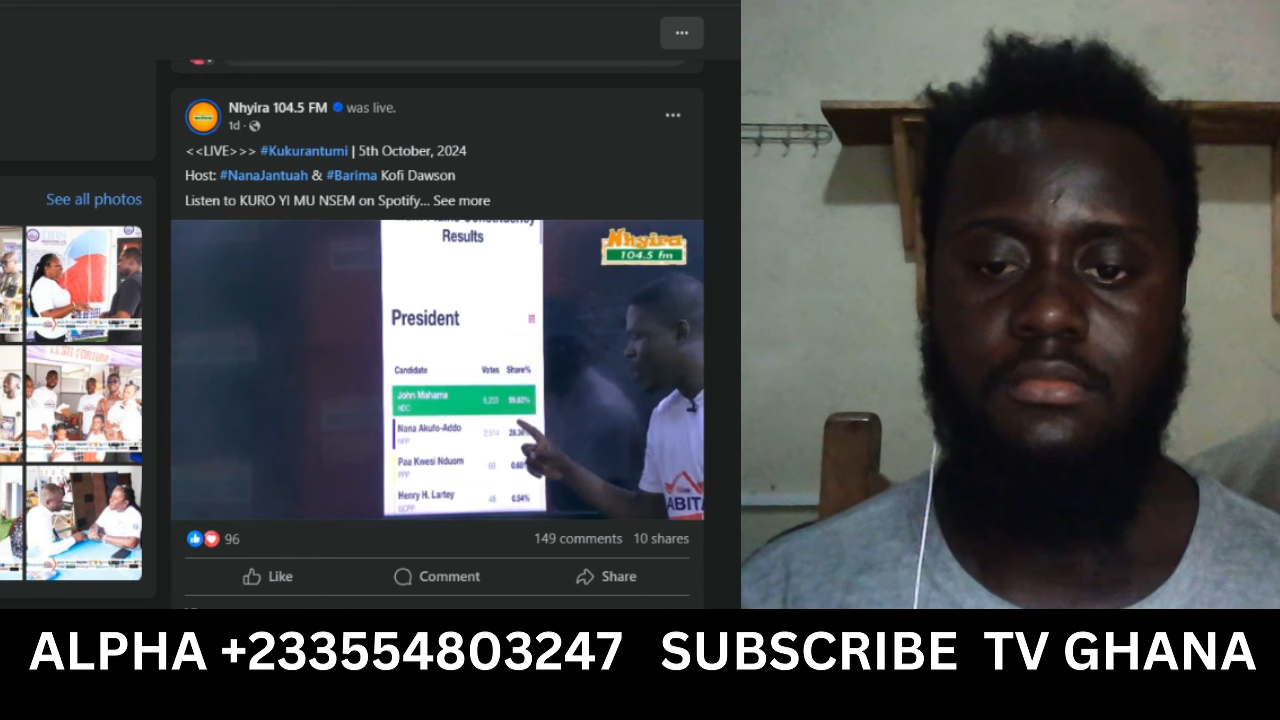 ...
Nhyira 104.5 FM was live.
1d
<<LIVE>>> #Kukurantumi | 5th October, 2024
Host: #NanaJantuah & #Barima Kofi Dawson
See all photos
Listen to KURO YI MU NSEM on Spotify... See more
Constituency
Results
Nhyira
104.5 fm
President
Candidate Votes Share%
John Mahama
NDC
Nana Akufo-Addo
NPP
Paa Kwesi Nduom
PPP
Henry H. Lartey
GCPP 0.54%
96 149 comments 10 shares
Like Comment Share
ALPHA +233554803247 SUBSCRIBE TV GHANA